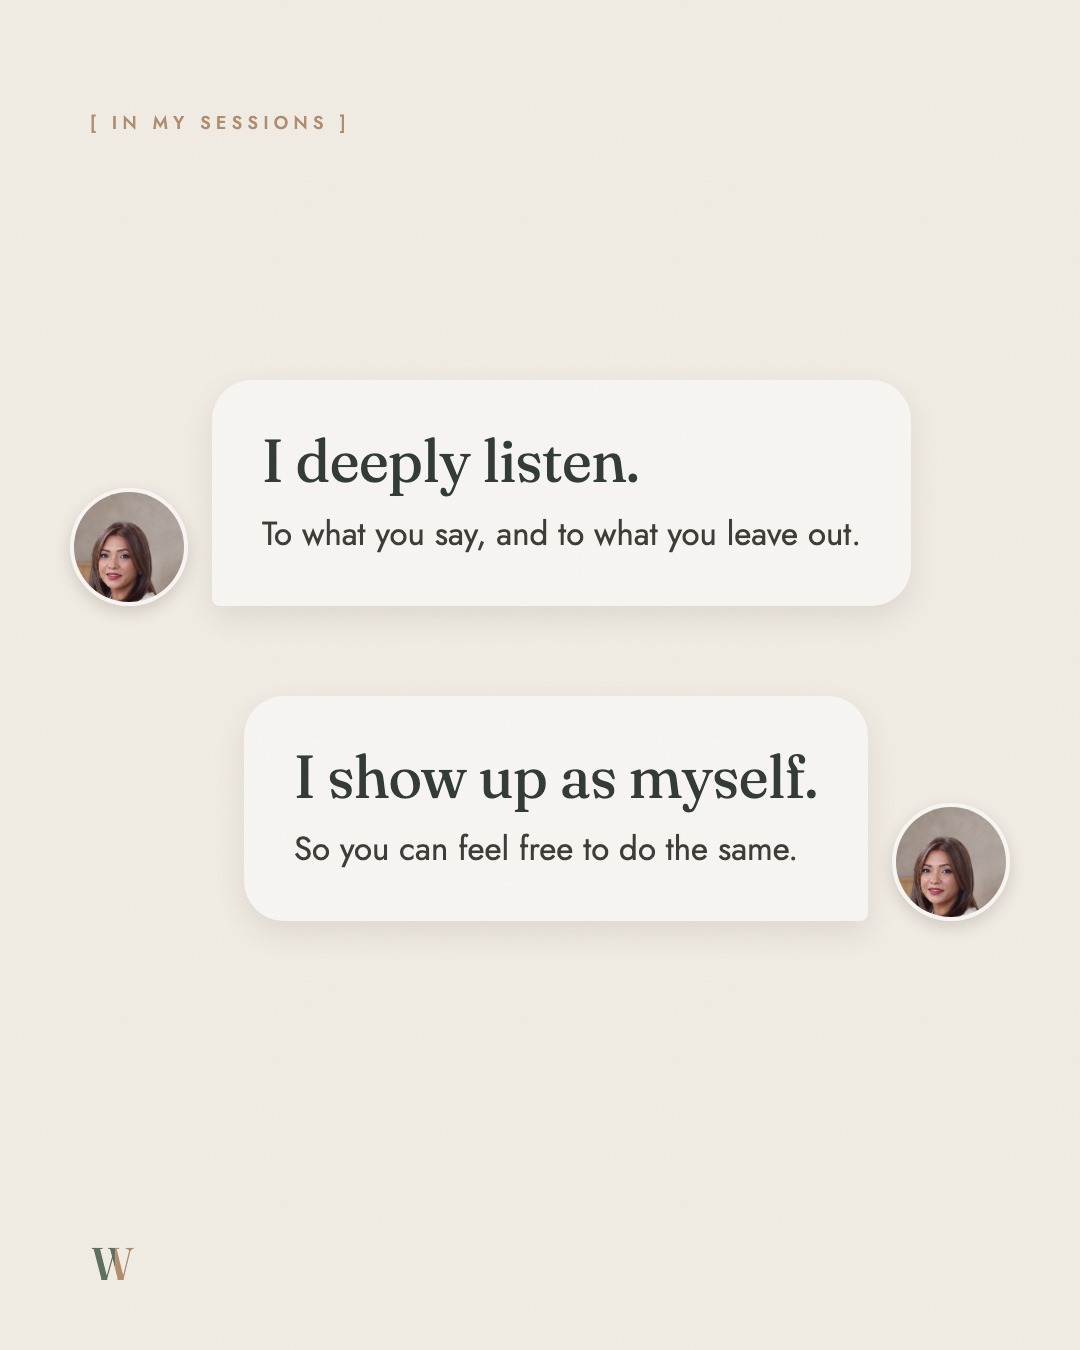 [ IN MY SESSIONS ]
I deeply listen.
To what you say, and to what you leave out.
I show up as myself.
So you can feel free to do the same.
W